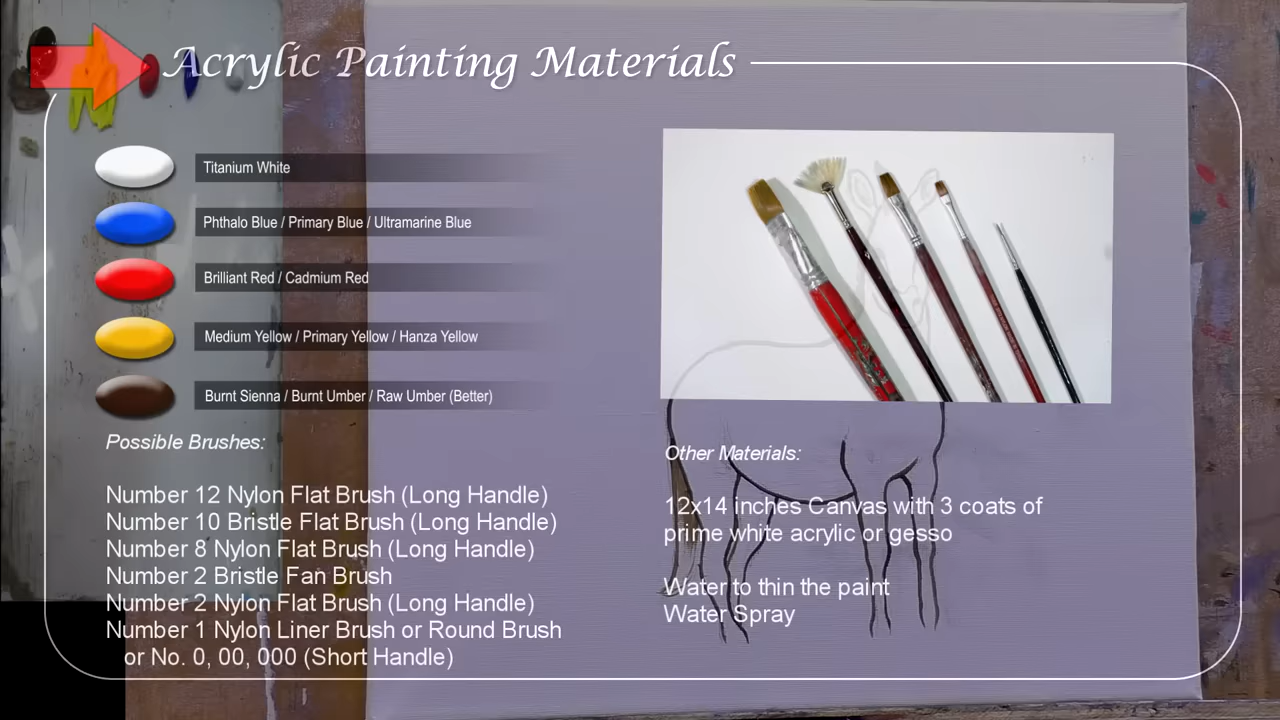 Acrylic Painting Materials
Titanium White
Phthalo Blue / Primary Blue / Ultramarine Blue
Brilliant Red / Cadmium Red
Medium Yellow / Primary Yellow / Hanza Yellow
Burnt Sienna / Burnt Umber / Raw Umber (Better)
Possible Brushes:
Number 12 Nylon Flat Brush (Long Handle)
Number 10 Bristle Flat Brush (Long Handle)
Number 8 Nylon Flat Brush (Long Handle)
Number 2 Bristle Fan Brush
Number 2 Nylon Flat Brush (Long Handle)
Number 1 Nylon Liner Brush or Round Brush
or No. 0, 00, 000 (Short Handle)
Other Materials:
12x14 inches Canvas with 3 coats of
prime white acrylic or gesso
Water to thin the paint
Water Spray